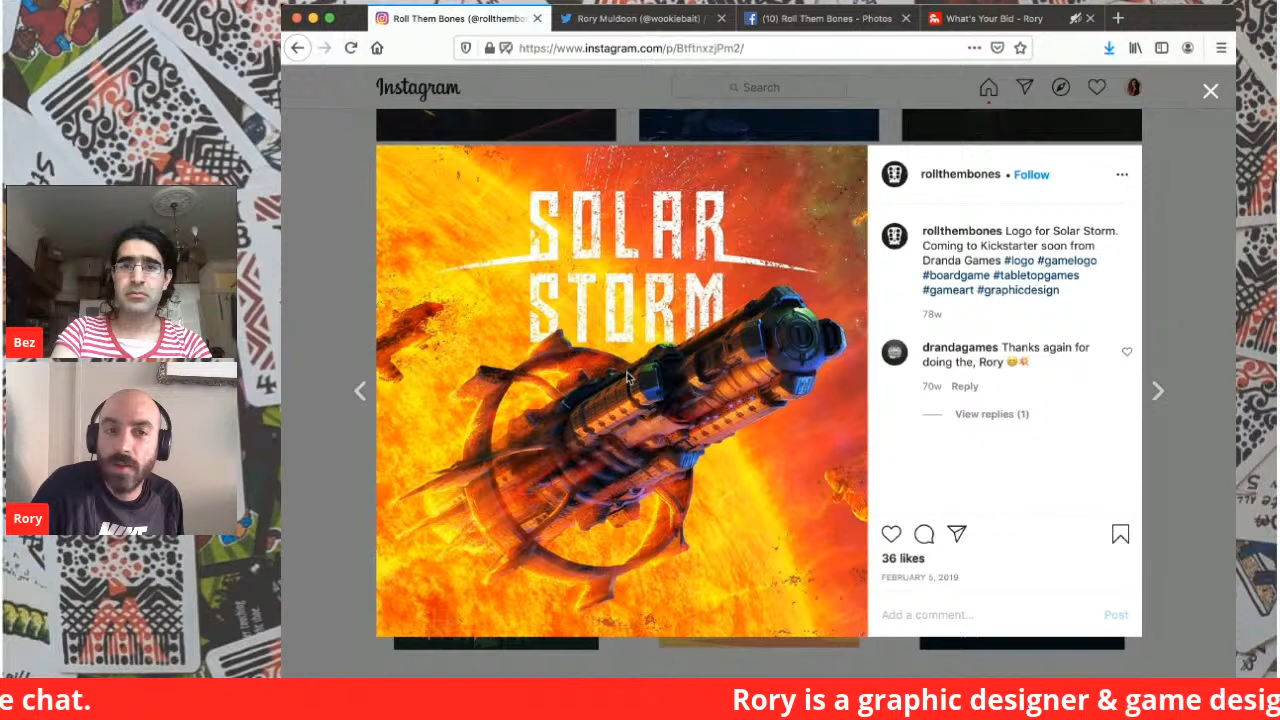 Roll Them Bones (@rollthembo
Rory Muldoon (@wookiebait) /
(10) Roll Them Bones - Photos
What's Your Bid - Rory
https://www.instagram.com/p/BtftnxzjPm2/
Instagram
Search
SOLAR
STORM
rollthembones • Follow
rollthembones Logo for Solar Storm.
Coming to Kickstarter soon from
Dranda Games #logo #gamelogo
#boardgame #tabletopgames
#gameart #graphicdesign
78w
drandagames Thanks again for
doing the, Rory
70w Reply
View replies (1)
36 likes
FEBRUARY 5, 2019
Add a comment...
Post
Bez
Rory
e chat.
Rory is a graphic designer & game desig